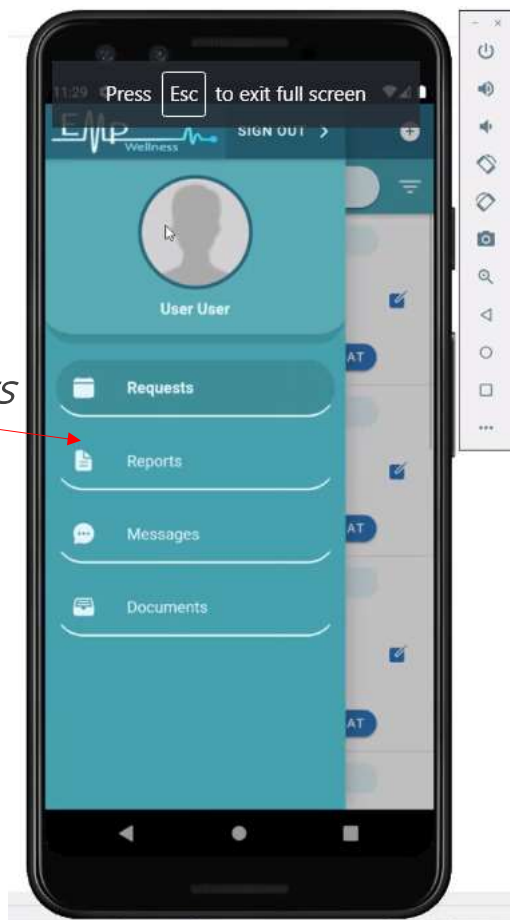 Press Esc to exit full screen
11:29
EMP
Wellness
SIGN OUT >
User User
Requests
AT
Reports
Messages
AT
Documents
AT